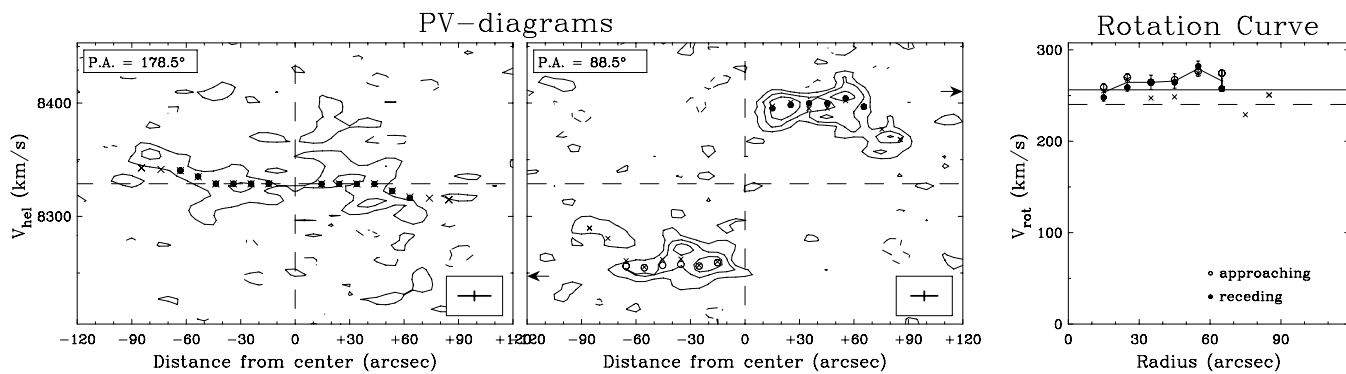 PV−diagrams
Rotation Curve
P.A. = 178.5°
P.A. = 88.5°
8400
8300
V_hel (km/s)
−120 −90 −60 −30 0 +30 +60 +90 +120
Distance from center (arcsec)
−90 −60 −30 0 +30 +60 +90 +120
Distance from center (arcsec)
300
200
100
0
V_rot (km/s)
approaching
receding
0 30 60 90
Radius (arcsec)